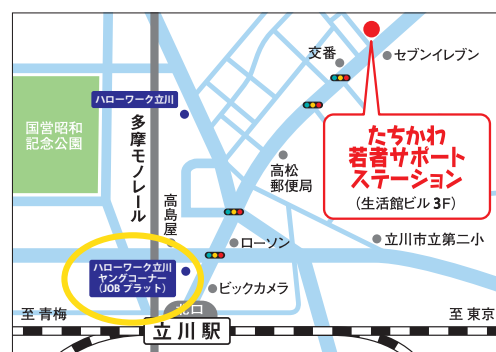 交番
セブンイレブン
ハローワーク立川
国営昭和
記念公園
多摩モノレール
たちかわ
若者サポート
ステーション
(生活館ビル 3F)
高松
郵便局
高島屋
ローソン
立川市立第二小
ハローワーク立川
ヤングコーナー
(JOB プラット)
ビックカメラ
北口
至 青梅
立川駅
至 東京